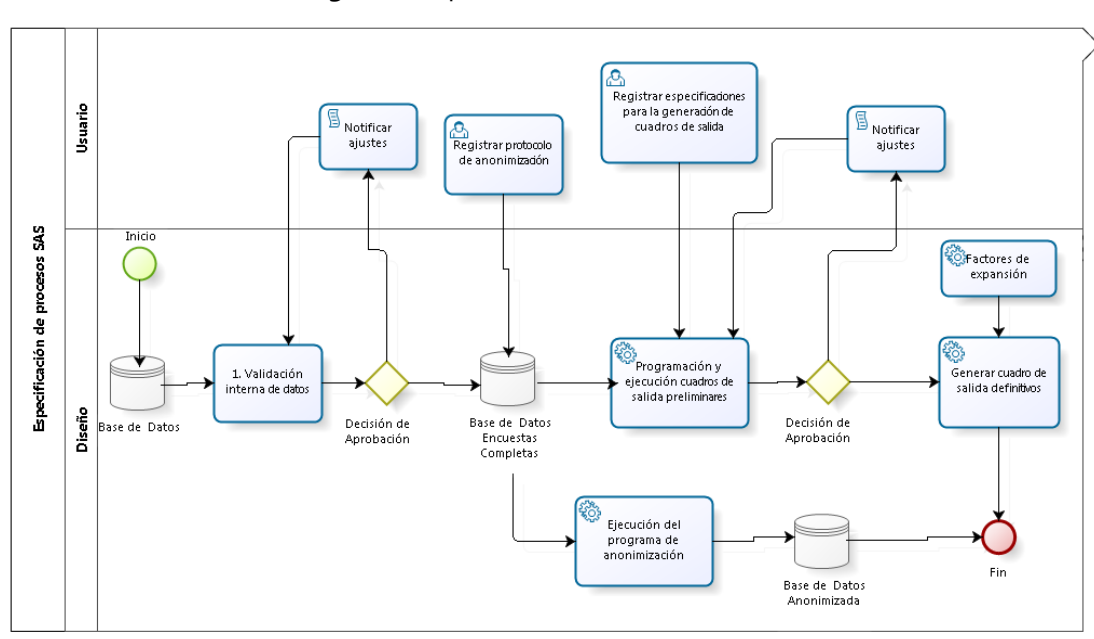 Especificación de procesos SAS
Usuario
Notificar
ajustes
Registrar protocolo
de anonimización
Registrar especificaciones
para la generación de
cuadros de salida
Notificar
ajustes
Diseño
Inicio
Base de Datos
1. Validación
interna de datos
Decisión de
Aprobación
Base de Datos
Encuestas
Completas
Programación y
ejecución cuadros de
salida preliminares
Decisión de
Aprobación
Factores de
expansión
Generar cuadro de
salida definitivos
Ejecución del
programa de
anonimización
Base de Datos
Anonimizada
Fin